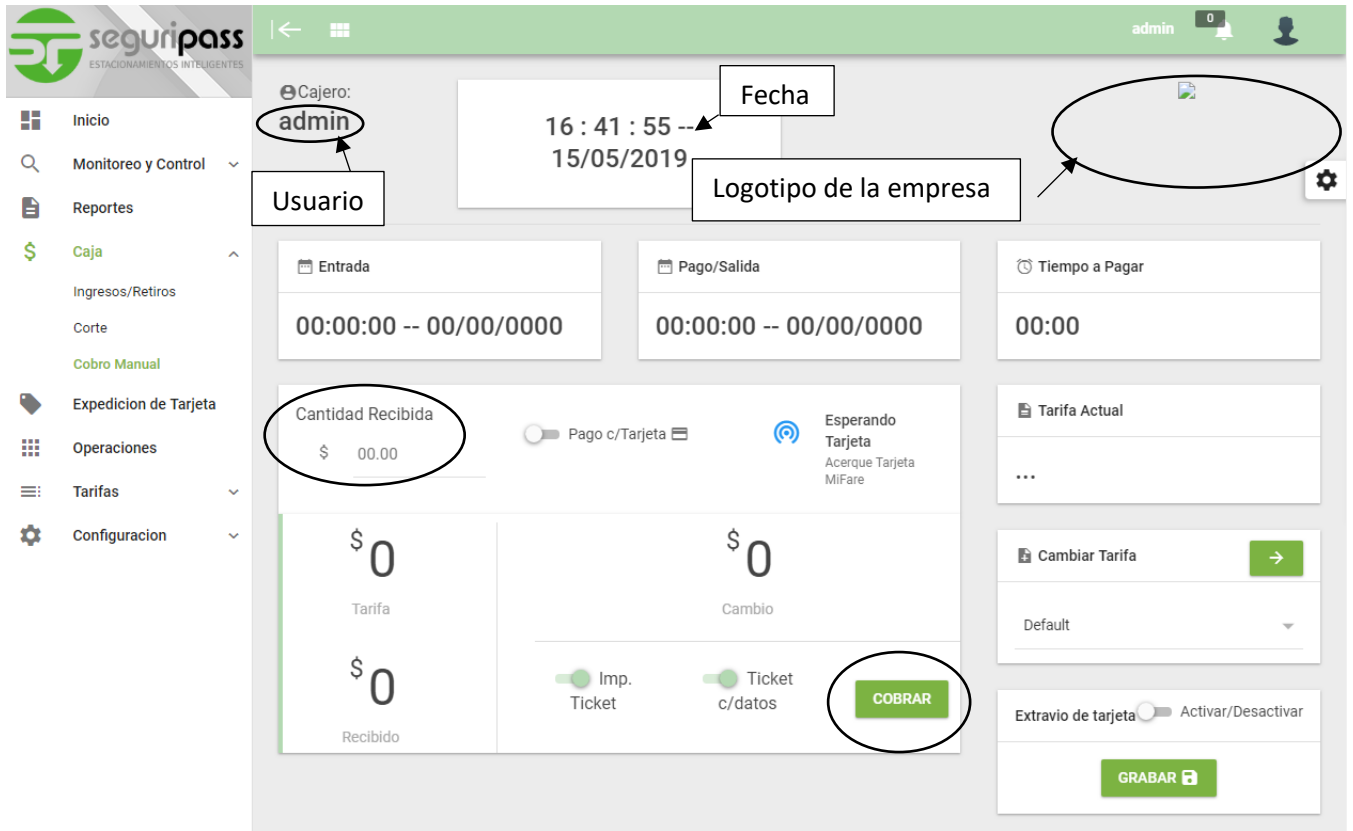 seguripass
ESTACIONAMIENTOS INTELIGENTES
admin
0
Inicio
Monitoreo y Control
Reportes
Caja
Ingresos/Retiros
Corte
Cobro Manual
Expedicion de Tarjeta
Operaciones
Tarifas
Configuracion
Cajero:
admin
Usuario
16 : 41 : 55 --
15/05/2019
Fecha
Logotipo de la empresa
Entrada
00:00:00 -- 00/00/0000
Pago/Salida
00:00:00 -- 00/00/0000
Tiempo a Pagar
00:00
Cantidad Recibida
$ 00.00
Pago c/Tarjeta
Esperando
Tarjeta
Acerque Tarjeta
MiFare
$ 0
Tarifa
$ 0
Cambio
$ 0
Recibido
Imp.
Ticket
Ticket
c/datos
COBRAR
Tarifa Actual
...
Cambiar Tarifa
Default
Extravio de tarjeta
Activar/Desactivar
GRABAR